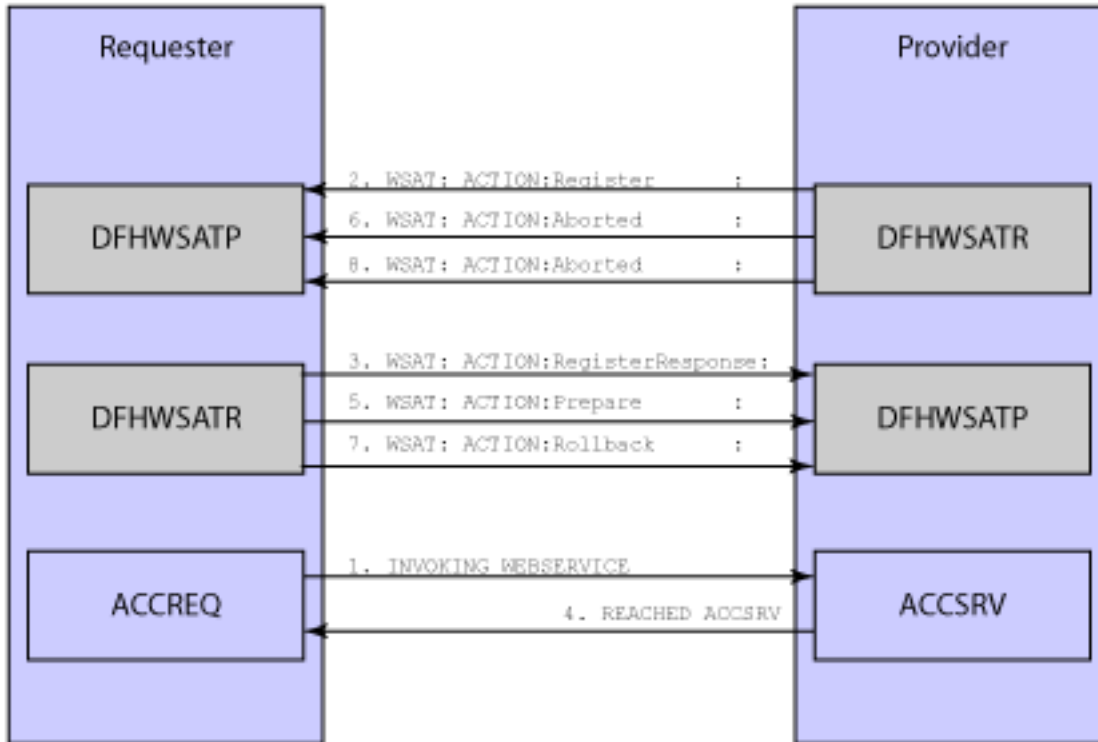 Requester
Provider
2. WSAT: ACTION:Register :
6. WSAT: ACTION:Aborted :
DFHWSATP
DFHWSATR
8. WSAT: ACTION:Aborted :
3. WSAT: ACTION:RegisterResponse:
5. WSAT: ACTION:Prepare :
DFHWSATR
DFHWSATP
7. WSAT: ACTION:Rollback :
1. INVOKING WEBSERVICE
ACCREQ
ACCSRV
4. REACHED ACCSRV